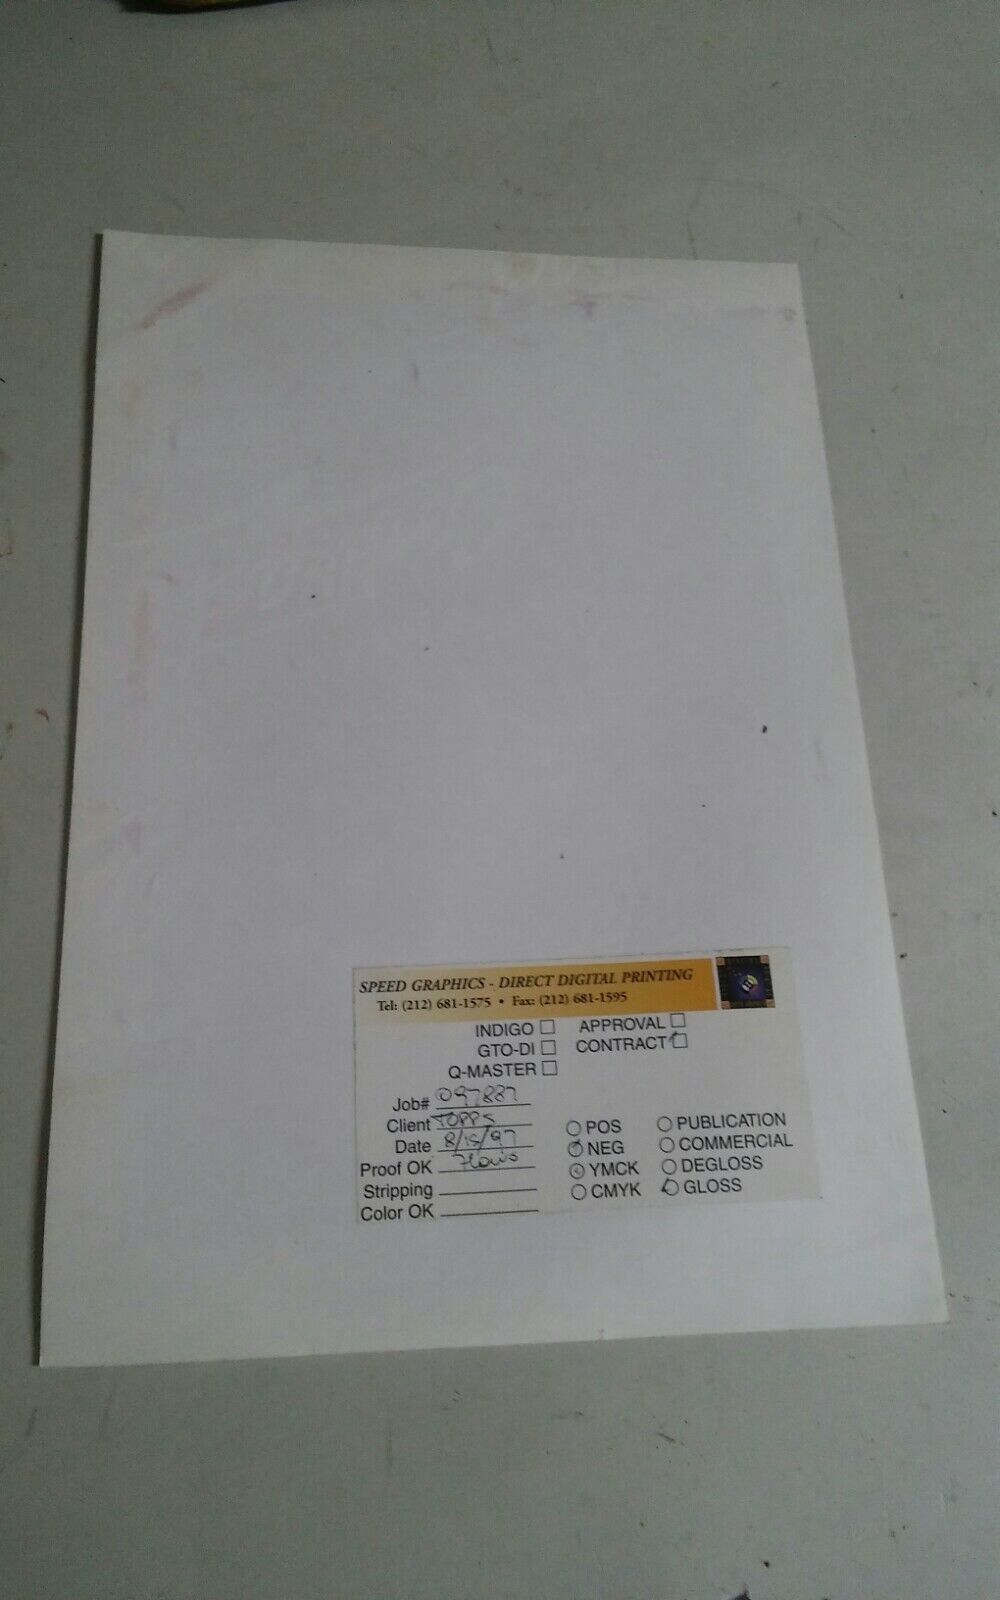 SPEED GRAPHICS - DIRECT DIGITAL PRINTING
Tel: (212) 681-1575 • Fax: (212) 681-1595
INDIGO APPROVAL
GTO-DI CONTRACT
Q-MASTER
Job# 097887
Client TOPPS
Date 8/15/97
Proof OK
Stripping
Color OK
POS PUBLICATION
NEG COMMERCIAL
YMCK DEGLOSS
CMYK GLOSS